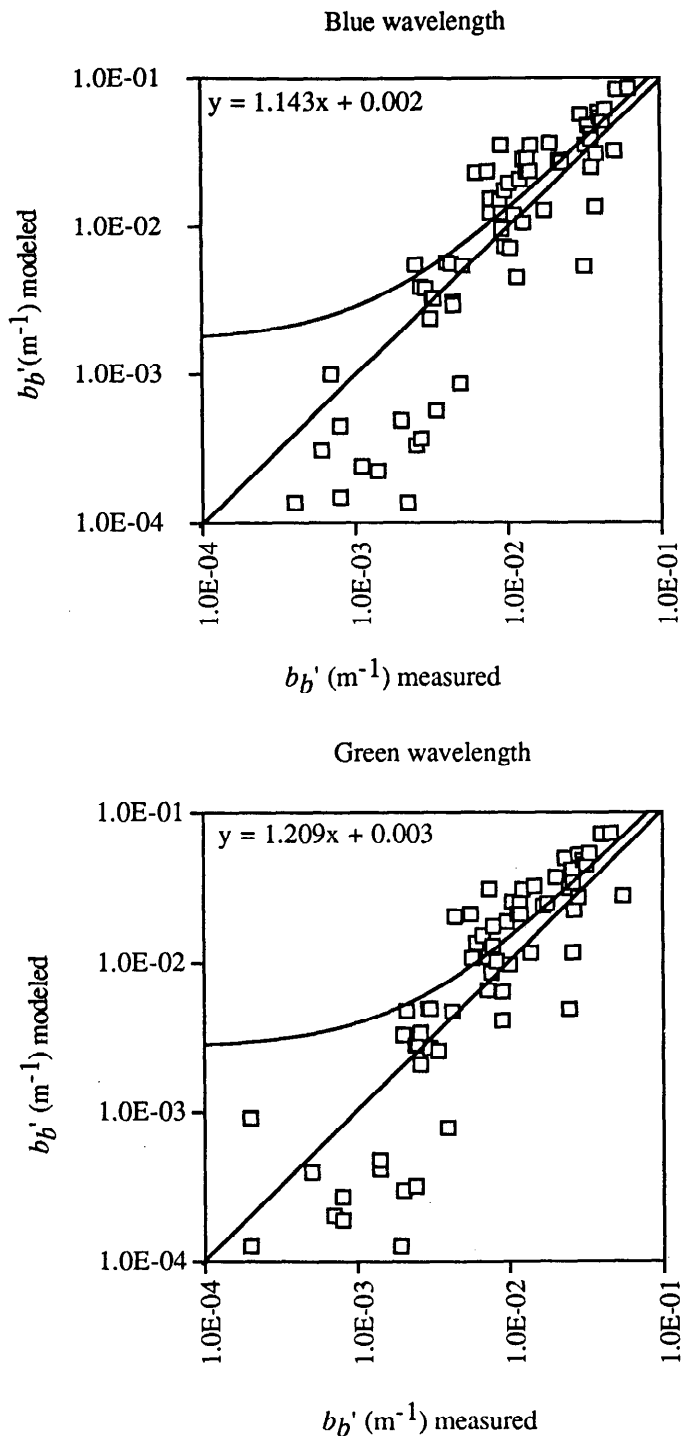 Blue wavelength
y = 1.143x + 0.002
1.0E-01
1.0E-02
1.0E-03
1.0E-04
b_b' (m^-1) modeled
1.0E-04
1.0E-03
1.0E-02
1.0E-01
b_b' (m^-1) measured
Green wavelength
y = 1.209x + 0.003
1.0E-01
1.0E-02
1.0E-03
1.0E-04
b_b' (m^-1) modeled
1.0E-04
1.0E-03
1.0E-02
1.0E-01
b_b' (m^-1) measured